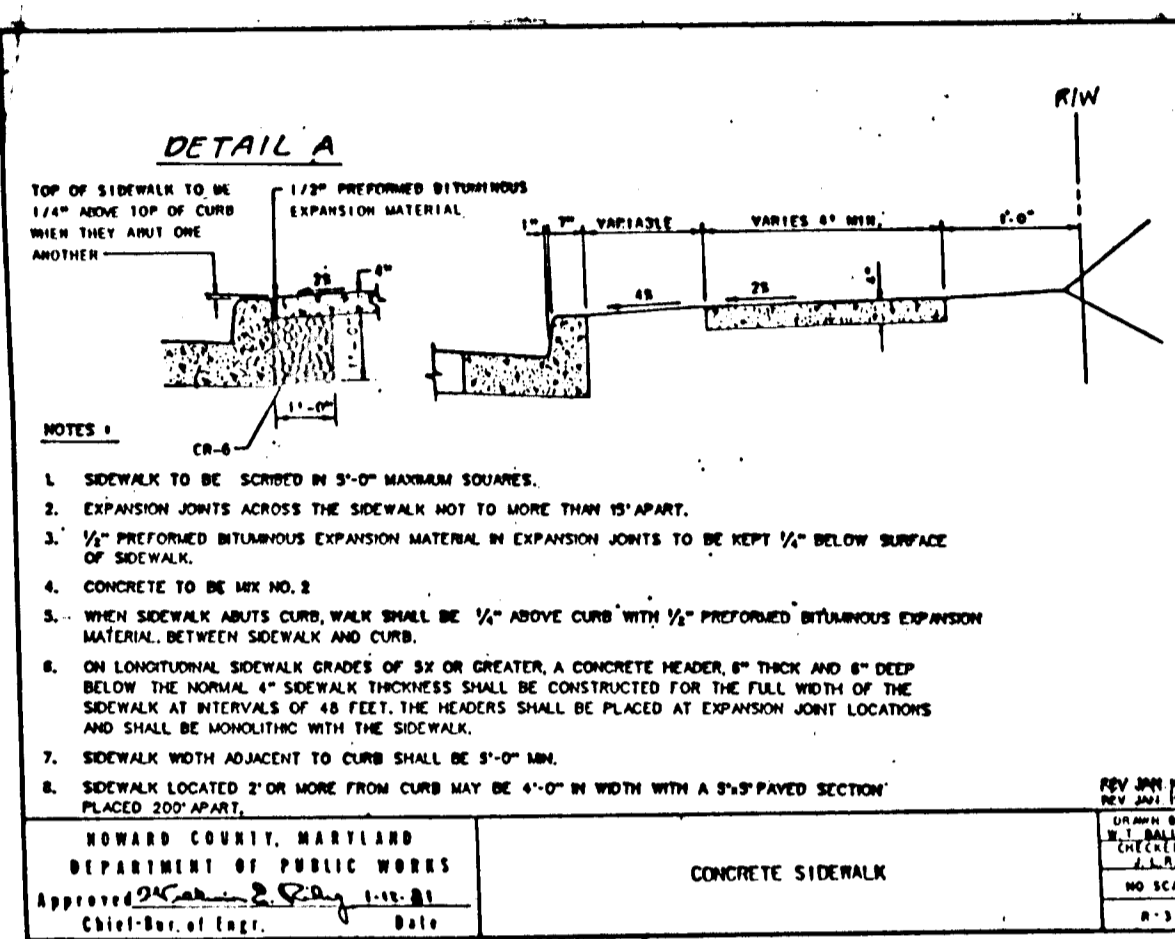 R/W
DETAIL A
TOP OF SIDEWALK TO BE
1/4" ABOVE TOP OF CURB
WHEN THEY ABUT ONE
ANOTHER
1/2" PREFORMED BITUMINOUS
EXPANSION MATERIAL
2%
4"
1'-0"
1'-0"
CR-6
1" 7" VARIABLE VARIES 4' MIN.
4% 2% 4"
NOTES :
1. SIDEWALK TO BE SCRIBED IN 5'-0" MAXIMUM SQUARES.
2. EXPANSION JOINTS ACROSS THE SIDEWALK NOT TO MORE THAN 15' APART.
3. 1/2" PREFORMED BITUMINOUS EXPANSION MATERIAL IN EXPANSION JOINTS TO BE KEPT 1/4" BELOW SURFACE
OF SIDEWALK.
4. CONCRETE TO BE MIX NO. 2
5. WHEN SIDEWALK ABUTS CURB, WALK SHALL BE 1/4" ABOVE CURB WITH 1/2" PREFORMED BITUMINOUS EXPANSION
MATERIAL. BETWEEN SIDEWALK AND CURB.
6. ON LONGITUDINAL SIDEWALK GRADES OF 5% OR GREATER, A CONCRETE HEADER, 6" THICK AND 6" DEEP
BELOW THE NORMAL 4" SIDEWALK THICKNESS SHALL BE CONSTRUCTED FOR THE FULL WIDTH OF THE
SIDEWALK AT INTERVALS OF 48 FEET. THE HEADERS SHALL BE PLACED AT EXPANSION JOINT LOCATIONS
AND SHALL BE MONOLITHIC WITH THE SIDEWALK.
7. SIDEWALK WIDTH ADJACENT TO CURB SHALL BE 5'-0" MIN.
8. SIDEWALK LOCATED 2' OR MORE FROM CURB MAY BE 4'-0" IN WIDTH WITH A 5'x5' PAVED SECTION
PLACED 200' APART.
HOWARD COUNTY, MARYLAND
DEPARTMENT OF PUBLIC WORKS
Approved
Chief-Bur. of Engr. Date
CONCRETE SIDEWALK
REV JAN
REV JAN
DRAWN B
W.T. BALL
CHECKE
J.L.R
NO SCA
R-3